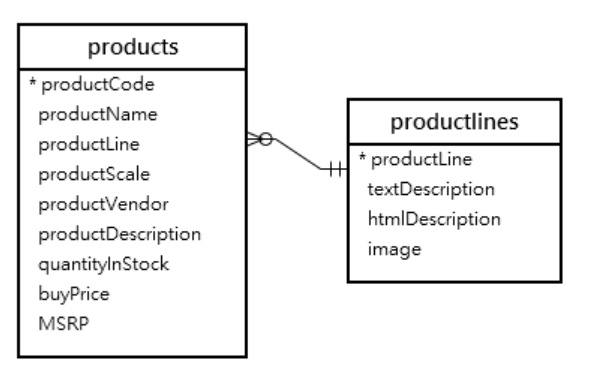 products
* productCode
productName
productLine
productScale
productVendor
productDescription
quantityInStock
buyPrice
MSRP
productlines
* productLine
textDescription
htmlDescription
image